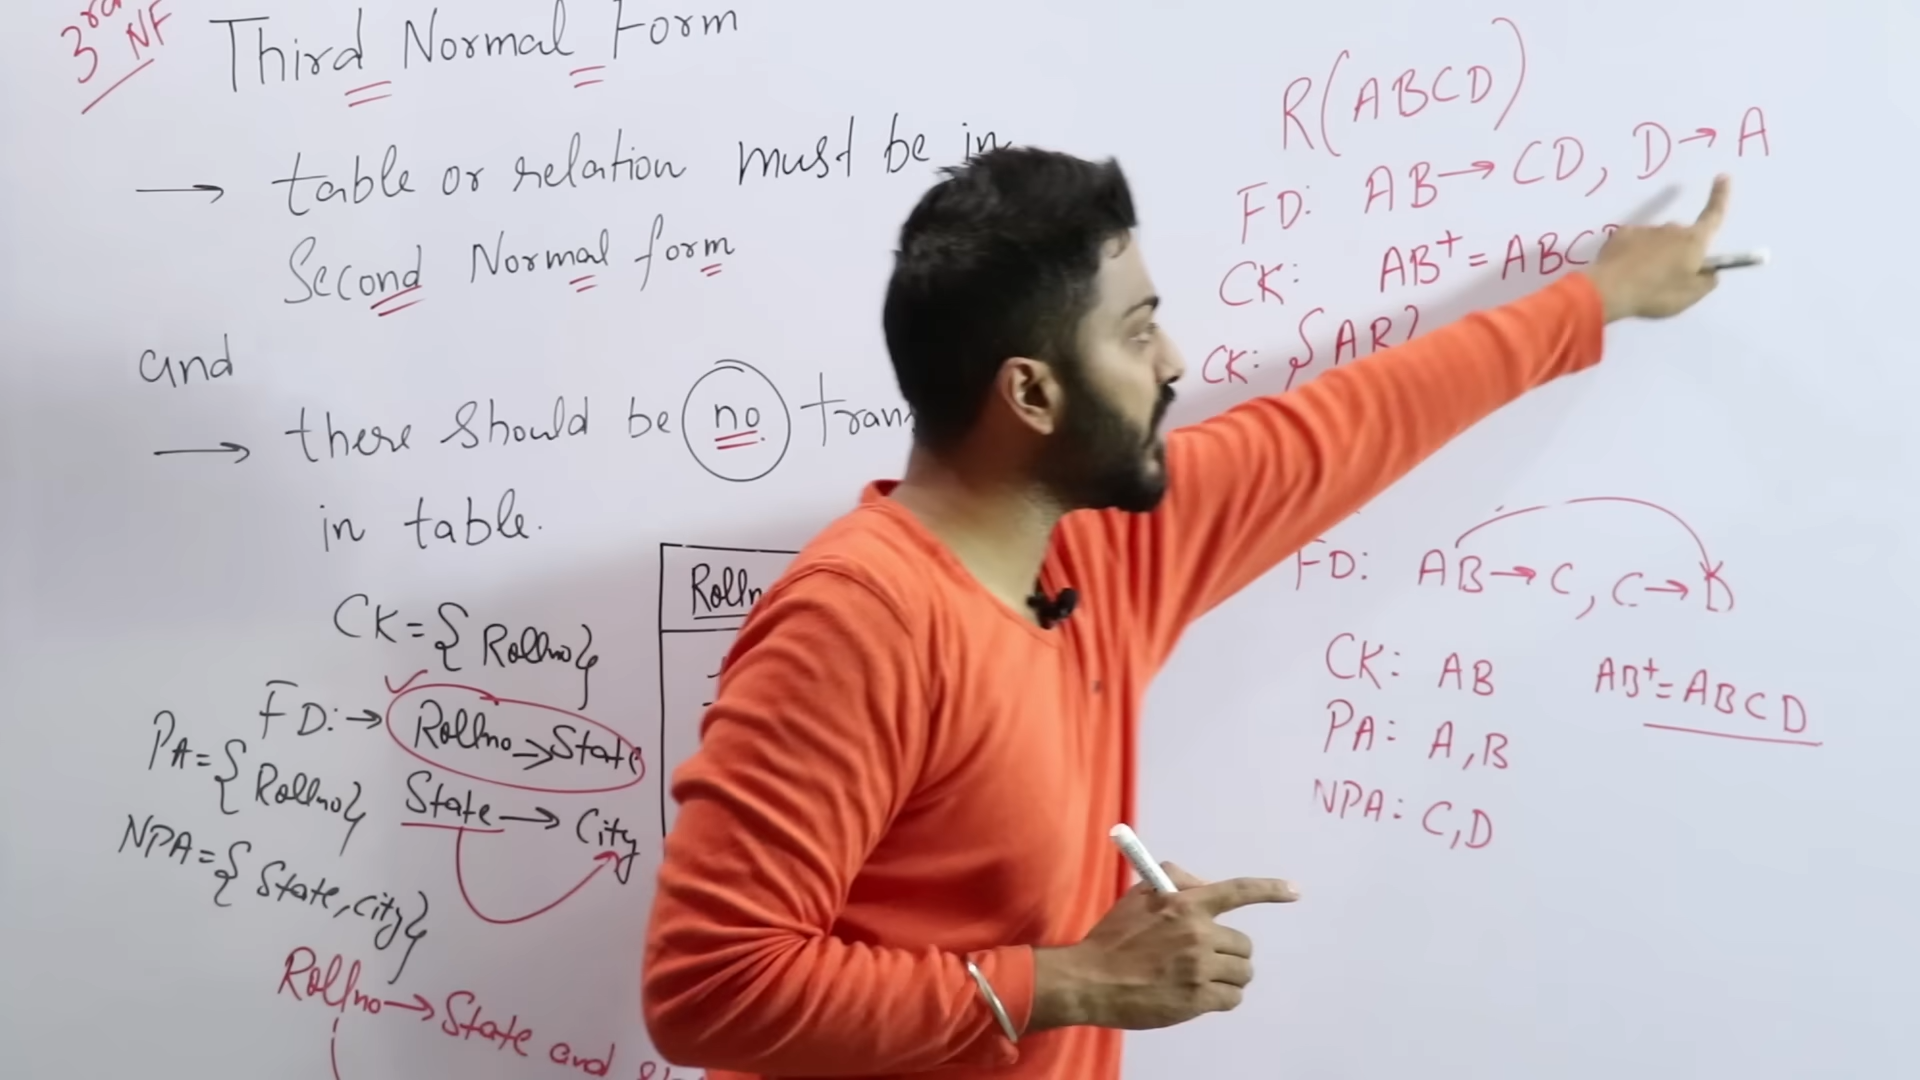 3rd NF
Third Normal Form
→ table or relation must be in
Second Normal form
and
→ there should be no
in table.
CK = { Rollno}
FD: → Rollno → State
State → City
PA = { Rollno}
NPA = { State, City}
Rollno → State and
R(ABCD)
FD: AB → CD, D → A
CK: AB+ = ABC
CK: {AB
FD: AB → C, C → D
CK: AB AB+ = ABCD
PA: A, B
NPA: C, D